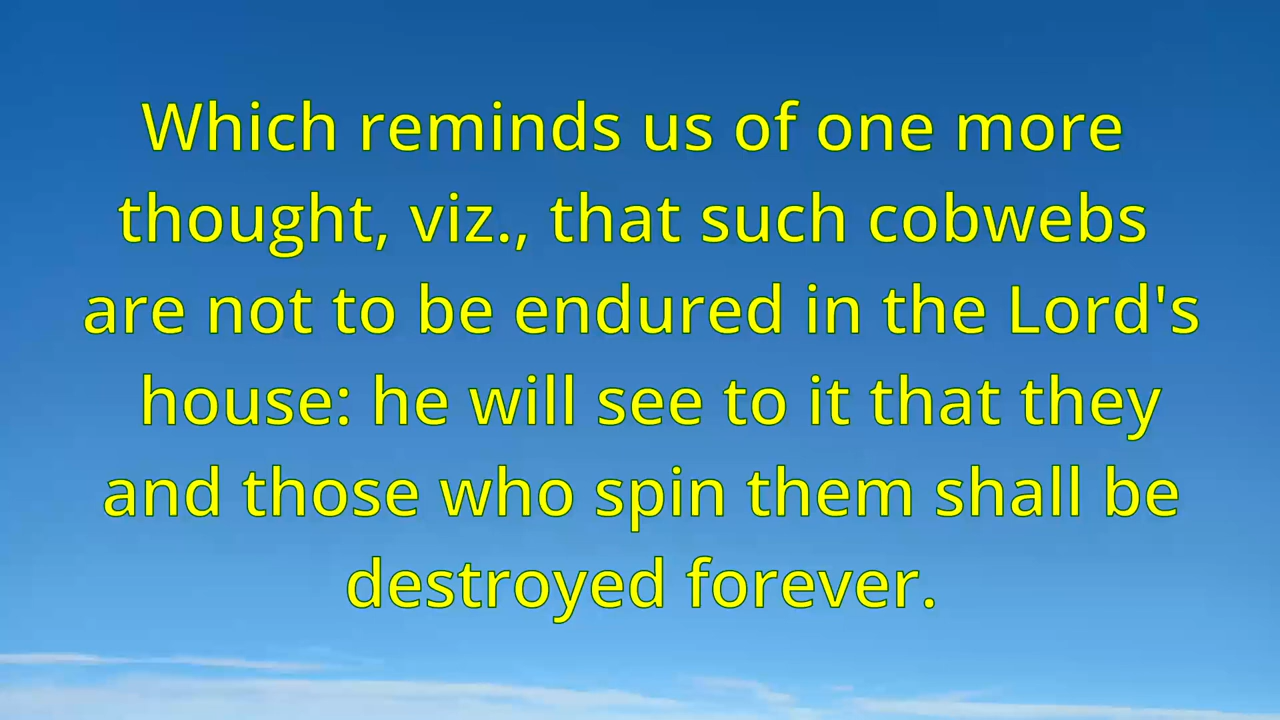 Which reminds us of one more
thought, viz., that such cobwebs
are not to be endured in the Lord's
house: he will see to it that they
and those who spin them shall be
destroyed forever.